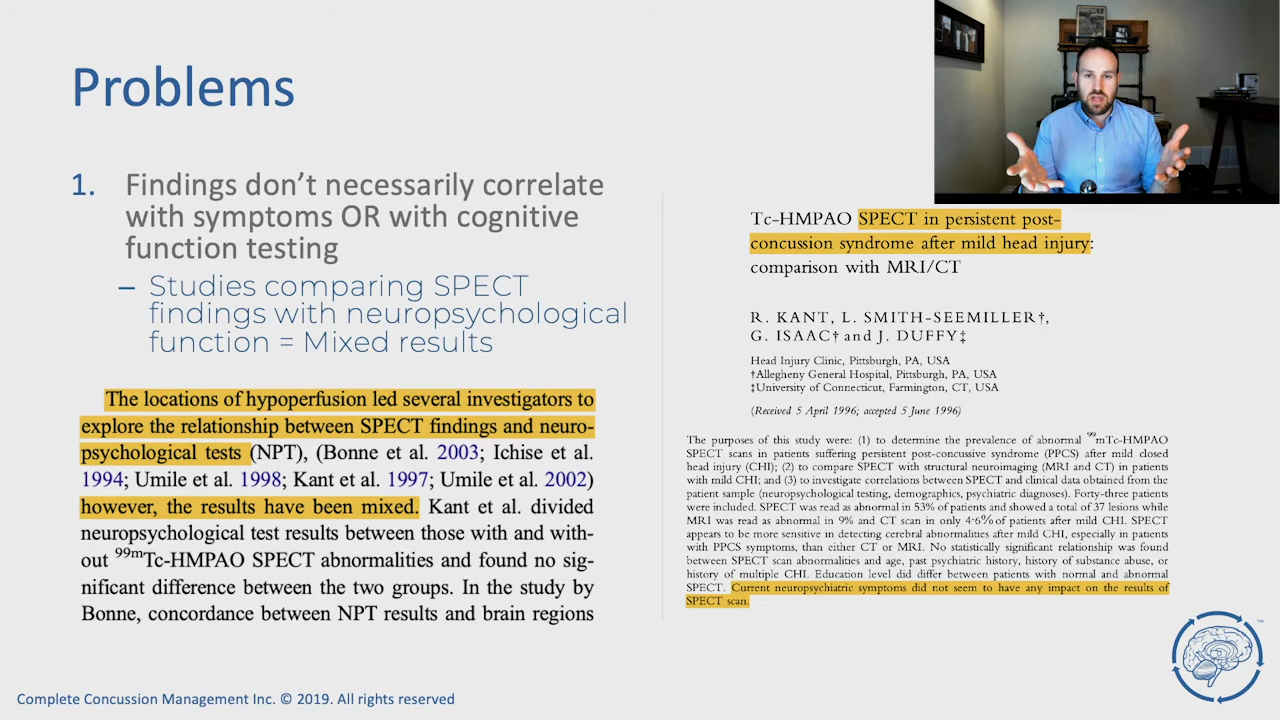 Problems
1. Findings don't necessarily correlate
with symptoms OR with cognitive
function testing
– Studies comparing SPECT
findings with neuropsychological
function = Mixed results
The locations of hypoperfusion led several investigators to
explore the relationship between SPECT findings and neuro-
psychological tests (NPT), (Bonne et al. 2003; Ichise et al.
1994; Umile et al. 1998; Kant et al. 1997; Umile et al. 2002)
however, the results have been mixed. Kant et al. divided
neuropsychological test results between those with and with-
out 99mTc-HMPAO SPECT abnormalities and found no sig-
nificant difference between the two groups. In the study by
Bonne, concordance between NPT results and brain regions
Tc-HMPAO SPECT in persistent post-
concussion syndrome after mild head injury:
comparison with MRI/CT
R. KANT, L. SMITH-SEEMILLER†,
G. ISAAC† and J. DUFFY‡
Head Injury Clinic, Pittsburgh, PA, USA
†Allegheny General Hospital, Pittsburgh, PA, USA
‡University of Connecticut, Farmington, CT, USA
(Received 5 April 1996; accepted 5 June 1996)
The purposes of this study were: (1) to determine the prevalence of abnormal 99mTc-HMPAO
SPECT scans in patients suffering persistent post-concussive syndrome (PPCS) after mild closed
head injury (CHI); (2) to compare SPECT with structural neuroimaging (MRI and CT) in patients
with mild CHI; and (3) to investigate correlations between SPECT and clinical data obtained from the
patient sample (neuropsychological testing, demographics, psychiatric diagnoses). Forty-three patients
were included. SPECT was read as abnormal in 53% of patients and showed a total of 37 lesions while
MRI was read as abnormal in 9% and CT scan in only 4·6% of patients after mild CHI. SPECT
appears to be more sensitive in detecting cerebral abnormalities after mild CHI, especially in patients
with PPCS symptoms, than either CT or MRI. No statistically significant relationship was found
between SPECT scan abnormalities and age, past psychiatric history, history of substance abuse, or
history of multiple CHI. Education level did differ between patients with normal and abnormal
SPECT. Current neuropsychiatric symptoms did not seem to have any impact on the results of
SPECT scan.
Complete Concussion Management Inc. © 2019. All rights reserved
™